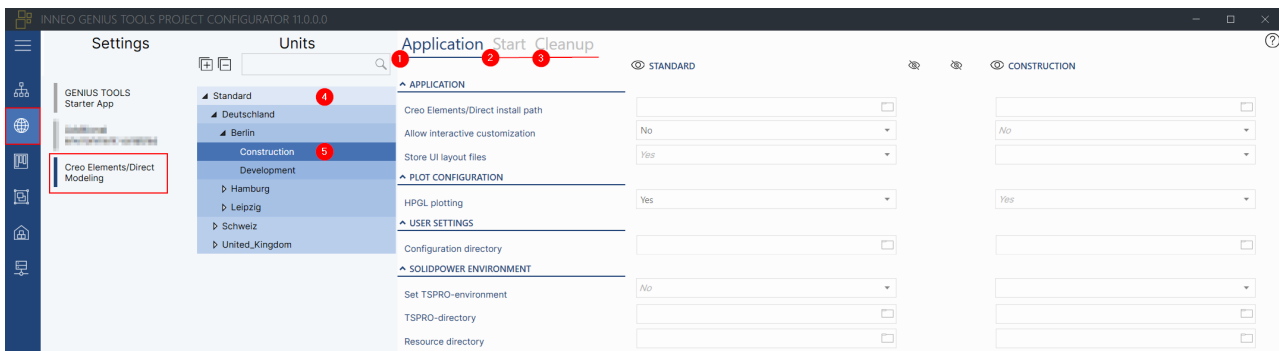 INNEO GENIUS TOOLS PROJECT CONFIGURATOR 11.0.0.0
Settings
Units
Application Start Cleanup
1
2
3
STANDARD
CONSTRUCTION
GENIUS TOOLS
Starter App
Creo Elements/Direct
Modeling
Standard
4
Deutschland
Berlin
Construction
5
Development
Hamburg
Leipzig
Schweiz
United_Kingdom
APPLICATION
Creo Elements/Direct install path
Allow interactive customization
No
No
Store UI layout files
Yes
PLOT CONFIGURATION
HPGL plotting
Yes
Yes
USER SETTINGS
Configuration directory
SOLIDPOWER ENVIRONMENT
Set TSPRO-environment
No
TSPRO-directory
Resource directory